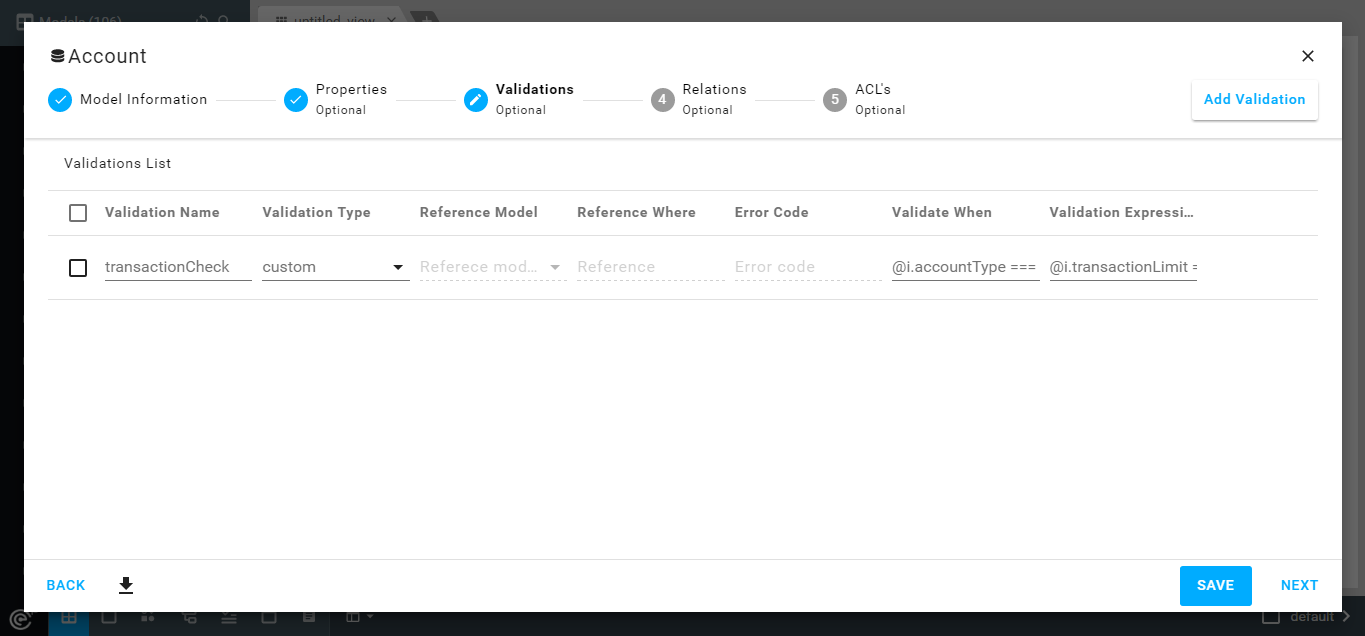 Models (106)
untitled_view
Account
Model Information
Properties
Optional
Validations
Optional
4
Relations
Optional
5
ACL's
Optional
Add Validation
Validations List
Validation Name Validation Type Reference Model Reference Where Error Code Validate When Validation Expressi...
transactionCheck custom Referece mod... Reference Error code @i.accountType === @i.transactionLimit =
BACK
SAVE
NEXT
default